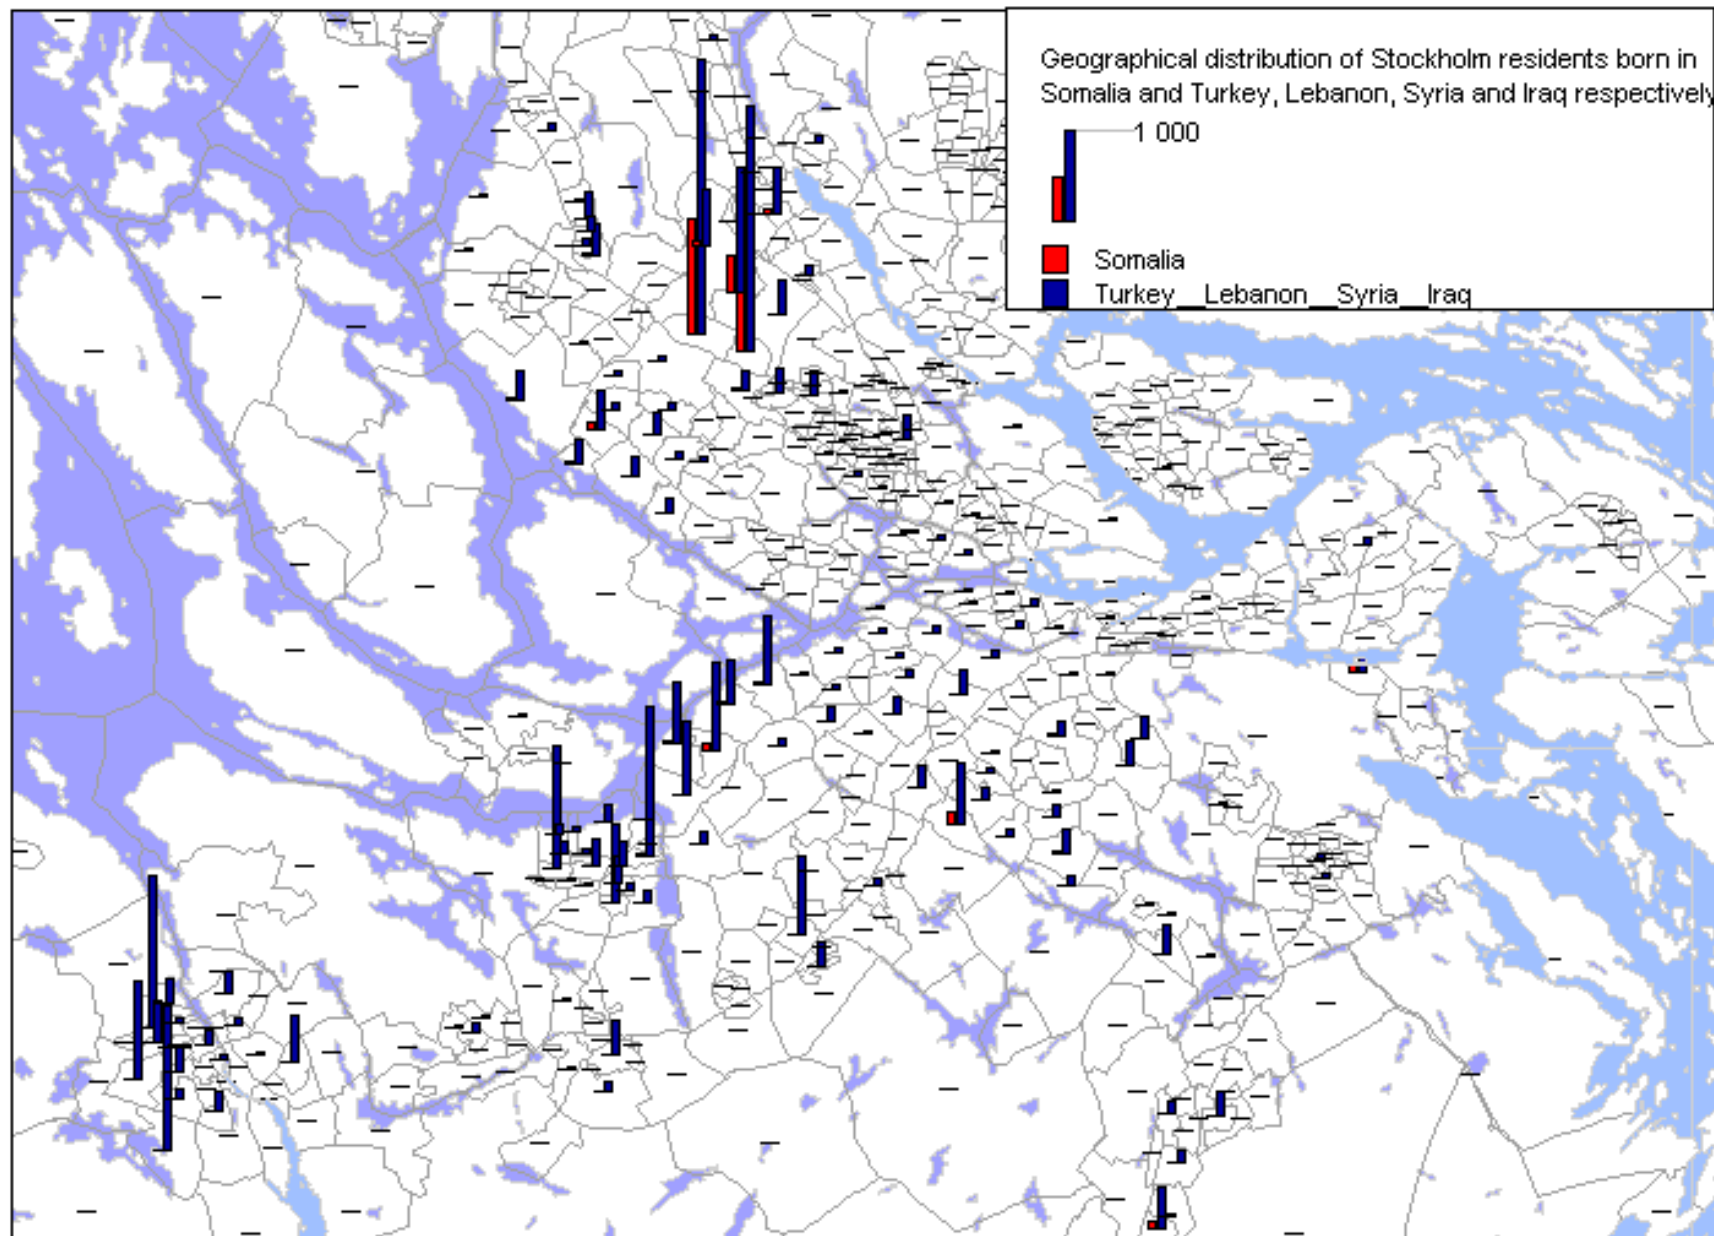 Geographical distribution of Stockholm residents born in
Somalia and Turkey, Lebanon, Syria and Iraq respectively
1 000
Somalia
Turkey__Lebanon__Syria__Iraq